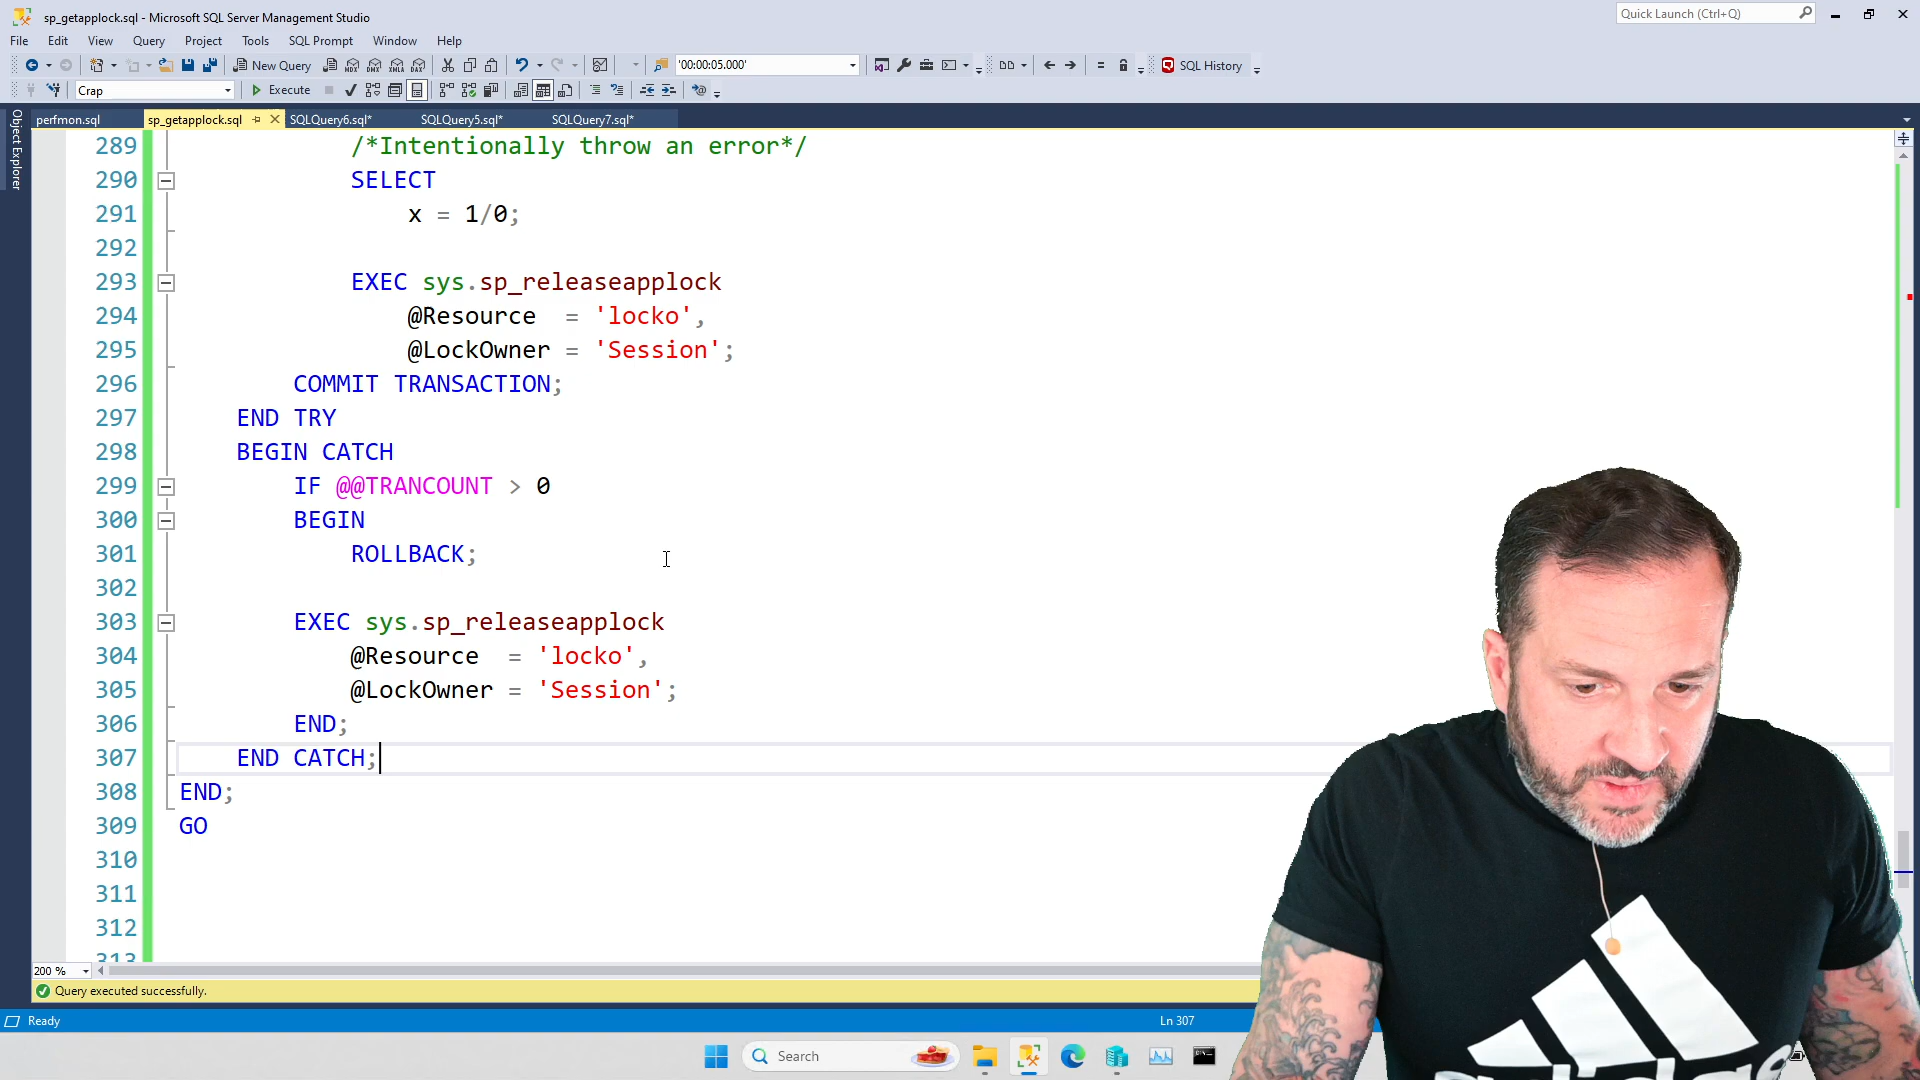 sp_getapplock.sql - Microsoft SQL Server Management Studio
Quick Launch (Ctrl+Q)
File Edit View Query Project Tools SQL Prompt Window Help
New Query
MDX DMX XMLA DAX
'00:00:05.000'
SQL History
Crap
Execute
Object Explorer
perfmon.sql
sp_getapplock.sql
SQLQuery6.sql*
SQLQuery5.sql*
SQLQuery7.sql*
289 /*Intentionally throw an error*/
290 SELECT
291 x = 1/0;
292
293 EXEC sys.sp_releaseapplock
294 @Resource = 'locko',
295 @LockOwner = 'Session';
296 COMMIT TRANSACTION;
297 END TRY
298 BEGIN CATCH
299 IF @@TRANCOUNT > 0
300 BEGIN
301 ROLLBACK;
302
303 EXEC sys.sp_releaseapplock
304 @Resource = 'locko',
305 @LockOwner = 'Session';
306 END;
307 END CATCH;
308 END;
309 GO
310
311
312
313
200 %
Query executed successfully.
Ready
Ln 307
Search